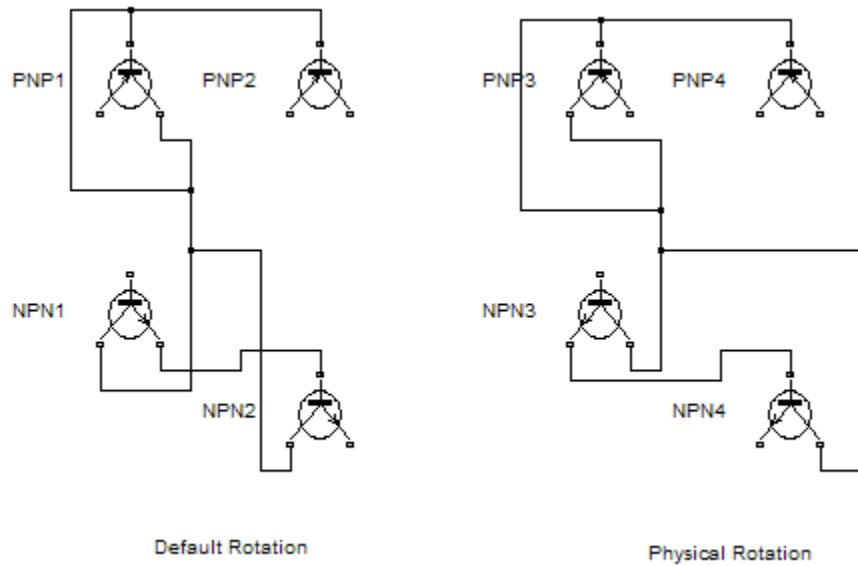 PNP1
PNP2
PNP3
PNP4
NPN1
NPN3
NPN2
NPN4
Default Rotation
Physical Rotation